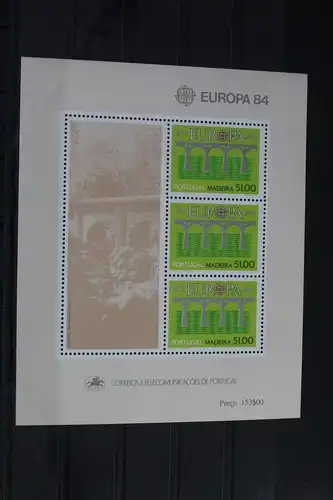 EUROPA 84
EUROPA
PORTUGAL MADEIRA 51.00
EUROPA
PORTUGAL MADEIRA 51.00
EUROPA
PORTUGAL MADEIRA 51.00
CORREIOS E TELECOMUNICAÇÕES DE PORTUGAL
Preço 153$00